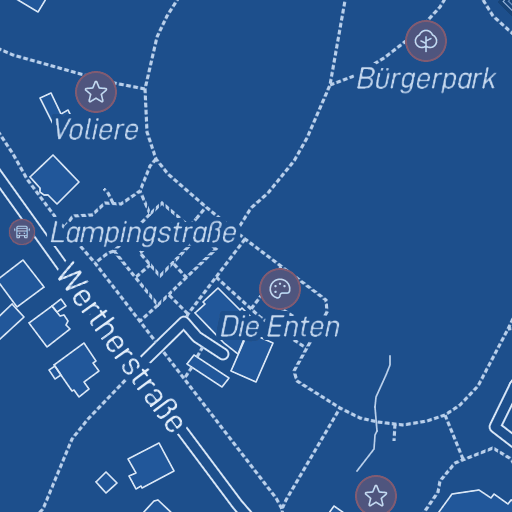 Bürgerpark
Voliere
Lampingstraße
Die Enten
Wertherstraße